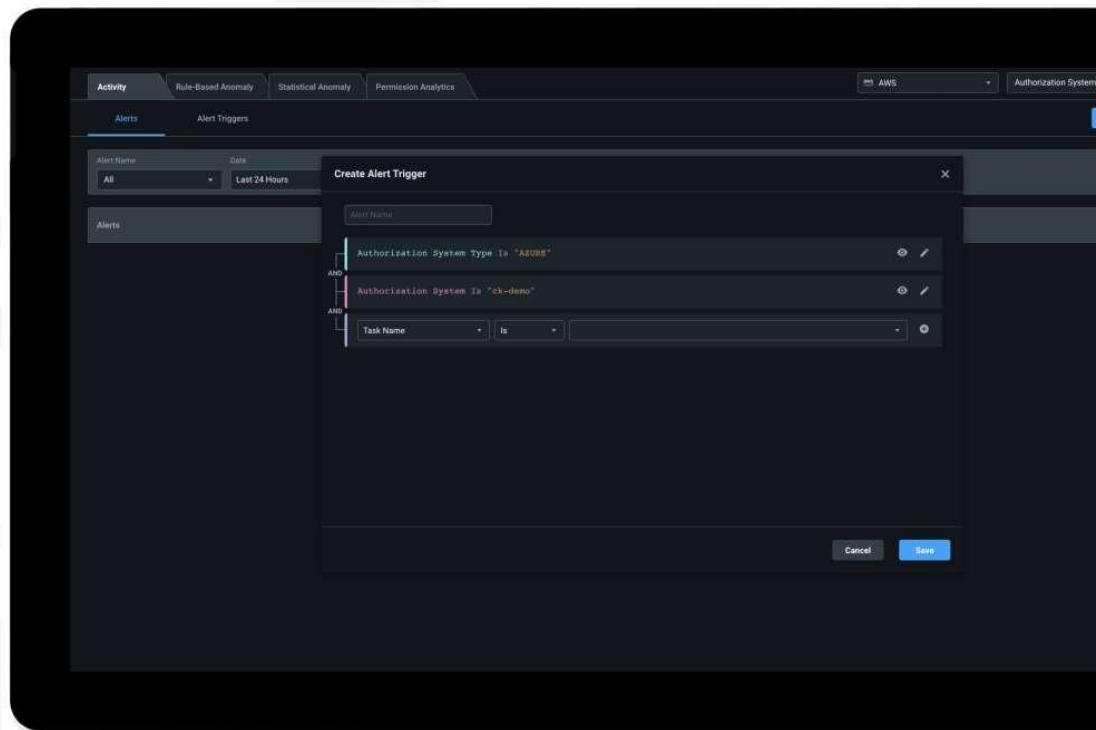 Activity
Rule-Based Anomaly
Statistical Anomaly
Permission Analytics
AWS
Authorization System
Alerts
Alert Triggers
Alert Name
Date
All
Last 24 Hours
Alerts
Create Alert Trigger
Alert Name
Authorization System Type Is "AZURE"
AND
Authorization System Is "ck-demo"
AND
Task Name
Is
Cancel
Save